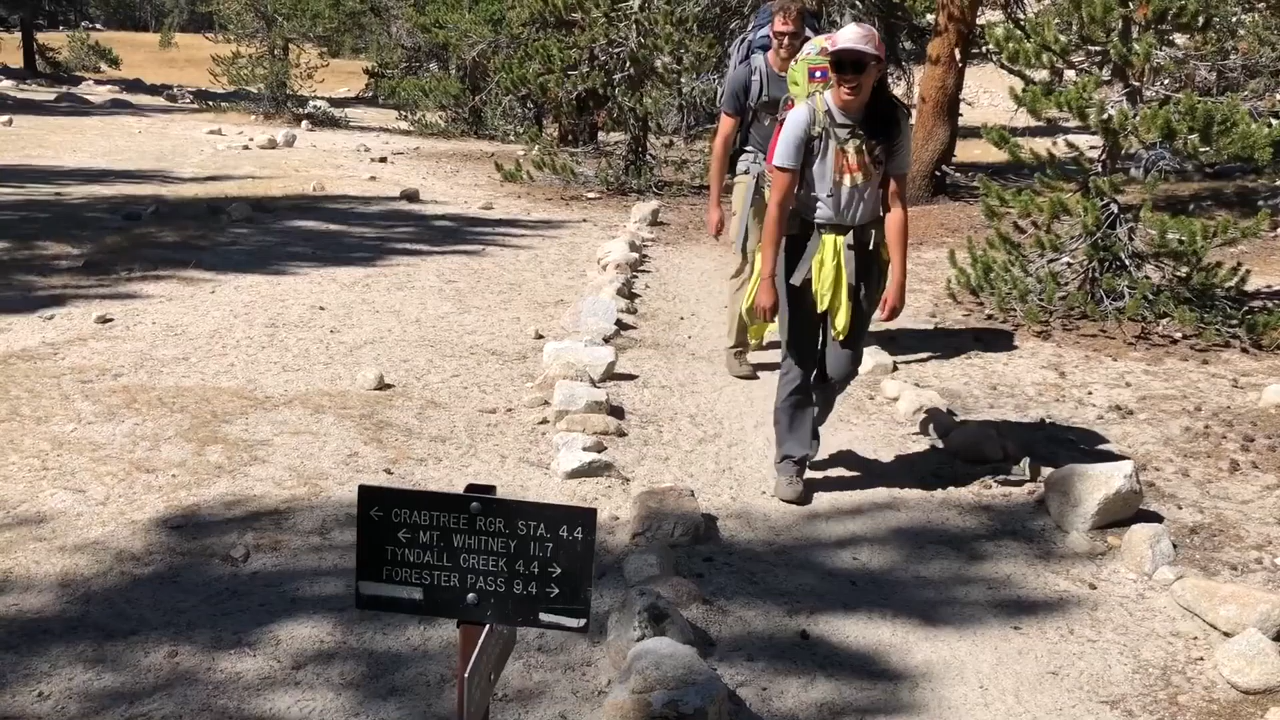 ← CRABTREE RGR. STA. 4.4
← MT. WHITNEY 11.7
TYNDALL CREEK 4.4 →
FORESTER PASS 9.4 →